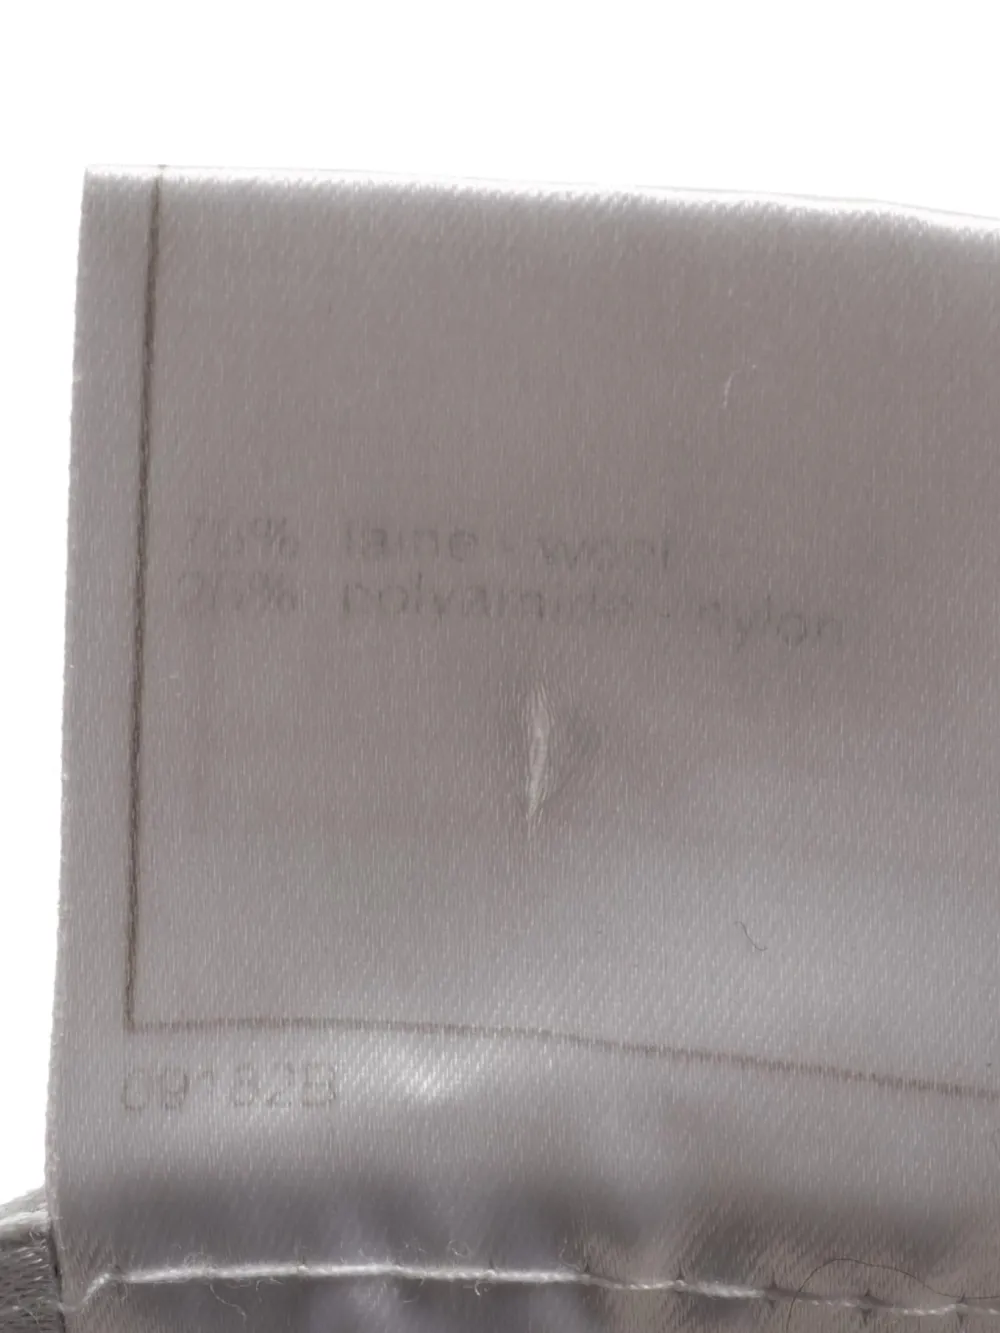 75% laine - wool
25% polyamide - nylon
09182B